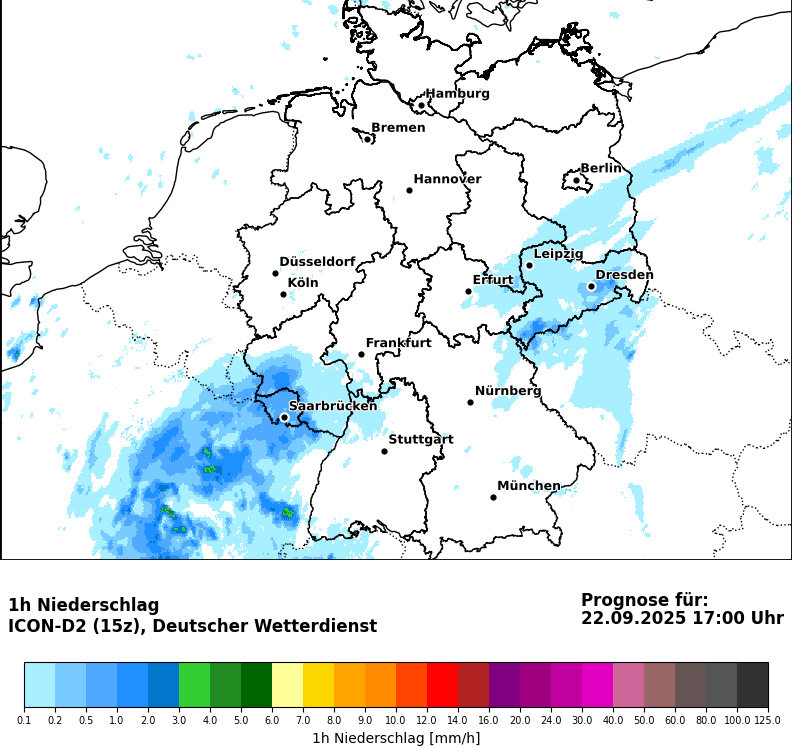 Hamburg
Bremen
Berlin
Hannover
Leipzig
Düsseldorf
Dresden
Erfurt
Köln
Frankfurt
Nürnberg
Saarbrücken
Stuttgart
München
1h Niederschlag
ICON-D2 (15z), Deutscher Wetterdienst
Prognose für:
22.09.2025 17:00 Uhr
0.1 0.2 0.5 1.0 2.0 3.0 4.0 5.0 6.0 7.0 9.0 10.0 12.0 14.0 16.0 20.0 24.0 30.0 40.0 50.0 60.0 80.0 100.0 125.0
1h Niederschlag [mm/h]